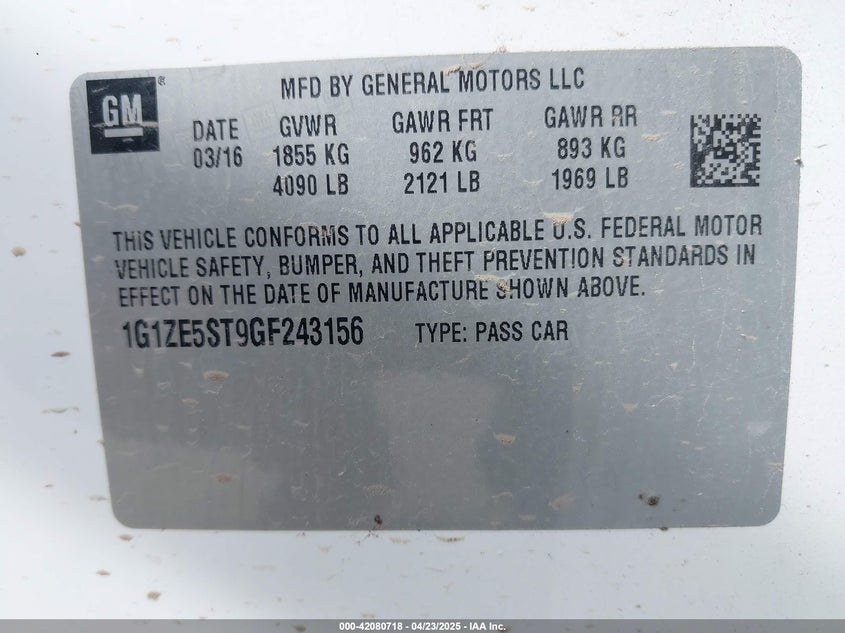 GM ®
MFD BY GENERAL MOTORS LLC
DATE GVWR GAWR FRT GAWR RR
03/16 1855 KG 962 KG 893 KG
4090 LB 2121 LB 1969 LB
THIS VEHICLE CONFORMS TO ALL APPLICABLE U.S. FEDERAL MOTOR
VEHICLE SAFETY, BUMPER, AND THEFT PREVENTION STANDARDS IN
EFFECT ON THE DATE OF MANUFACTURE SHOWN ABOVE.
1G1ZE5ST9GF243156 TYPE: PASS CAR
000-42080718 - 04/23/2025 - IAA Inc.